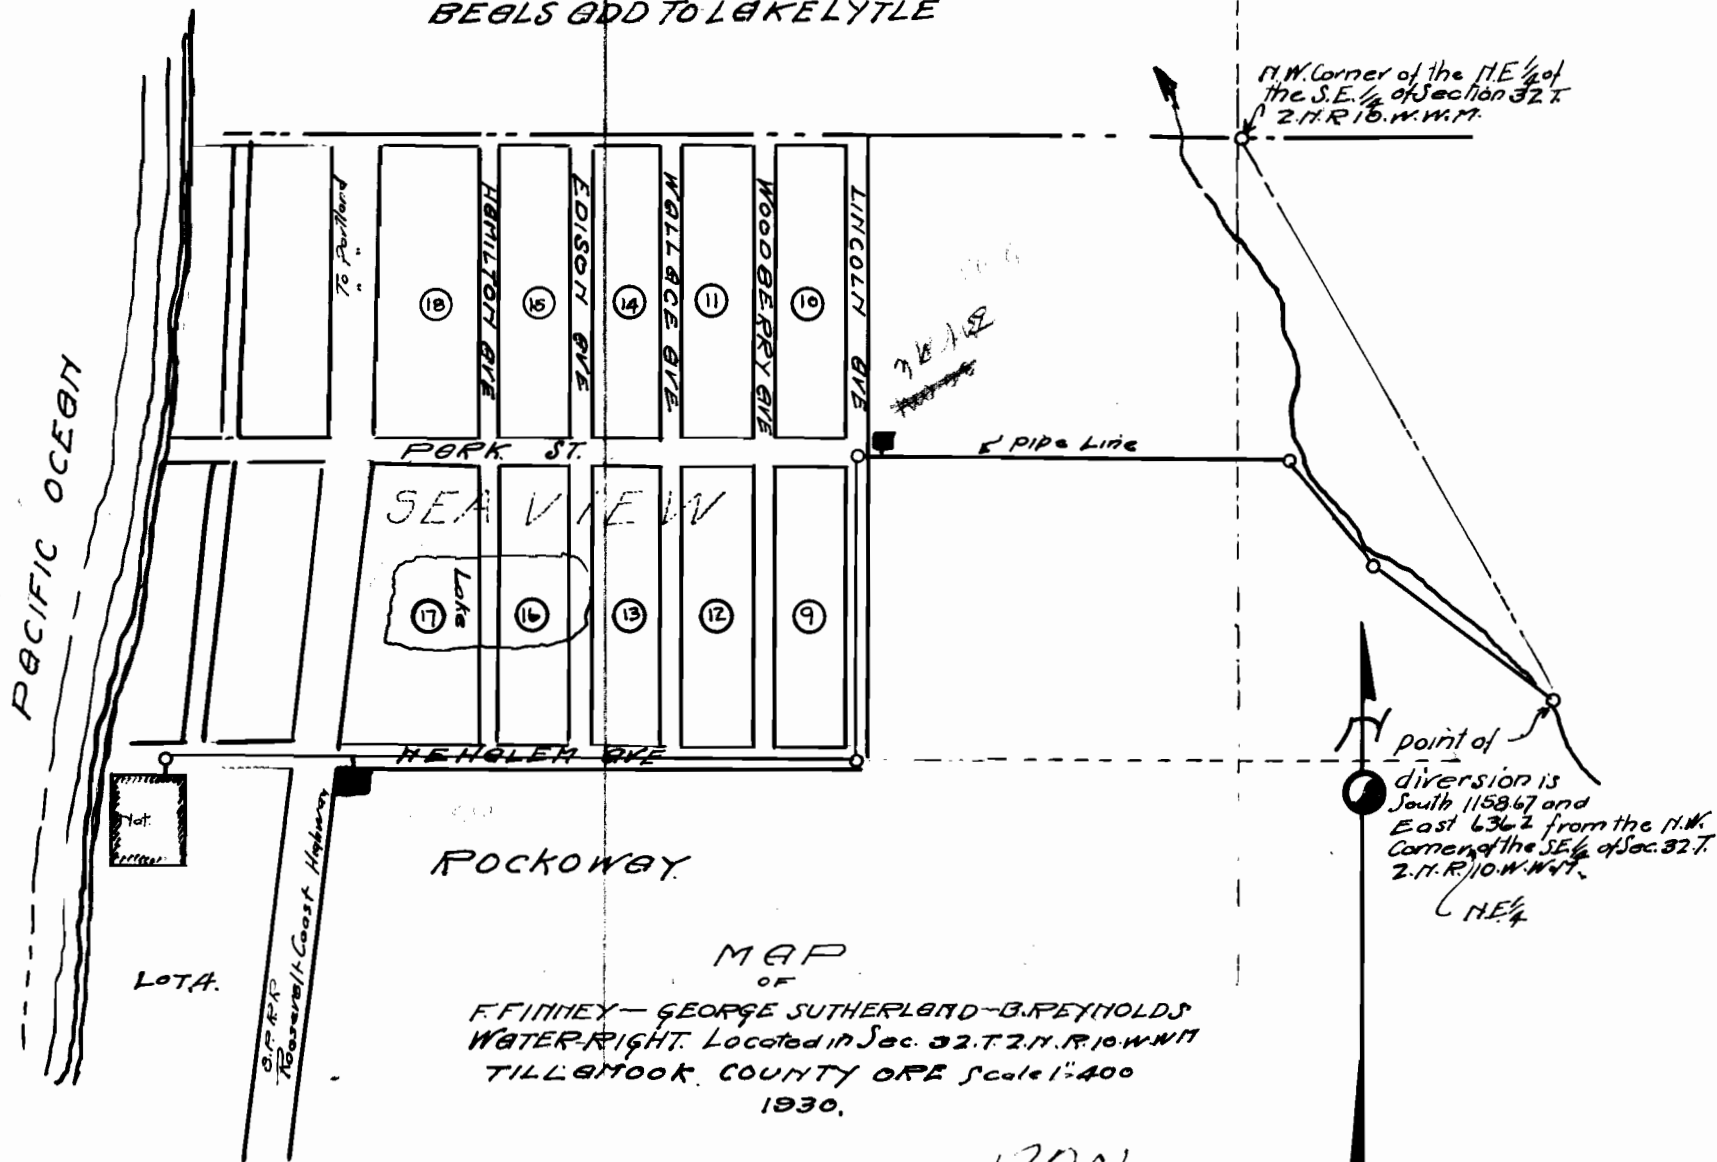 BEALS ADD TO LAKE LYTLE
N.W. Corner of the N.E.¼ of
the S.E.¼ of Section 32 T.
2.N.R 10.W.W.M.
To Portland
HAMILTON AVE
EDISON AVE
WALLACE AVE.
WOODBERRY AVE
LINCOLN AVE
18
15
14
11
10
PACIFIC OCEAN
PARK ST.
PIPE LINE
SEA VIEW
Lake
17
16
13
12
9
NEHALEM AVE
Nat.
point of
diversion is
South 1158.67 and
East 636.2 from the N.W.
Corner of the SE¼ of Sec. 32.T.
2.N.R.10.W.W.M.
N.E.¼
ROCKAWAY
LOT A.
S.P.R.R
Roosevelt Coast Highway
MAP
OF
F. FINNEY — GEORGE SUTHERLAND — B. REYNOLDS
WATER-RIGHT. Located in Sec. 32.T.2.N.R.10.W.W.M
TILLAMOOK. COUNTY ORE Scale 1"=400
1930.